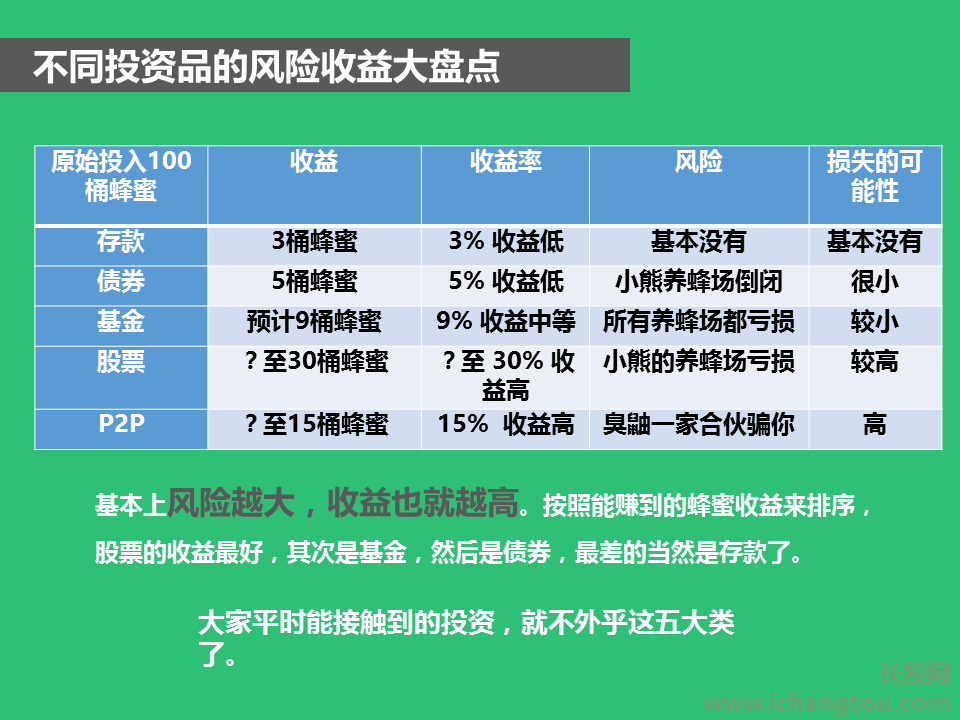 不同投资品的风险收益大盘点
原始投入100桶蜂蜜 收益 收益率 风险 损失的可能性
存款 3桶蜂蜜 3% 收益低 基本没有 基本没有
债券 5桶蜂蜜 5% 收益低 小熊养蜂场倒闭 很小
基金 预计9桶蜂蜜 9% 收益中等 所有养蜂场都亏损 较小
股票 ？至30桶蜂蜜 ？至 30% 收益高 小熊的养蜂场亏损 较高
P2P ？至15桶蜂蜜 15% 收益高 臭鼬一家合伙骗你 高
基本上风险越大，收益也就越高。按照能赚到的蜂蜜收益来排序，
股票的收益最好，其次是基金，然后是债券，最差的当然是存款了。
大家平时能接触到的投资，就不外乎这五大类
了。
长投网
www.ichangtou.com